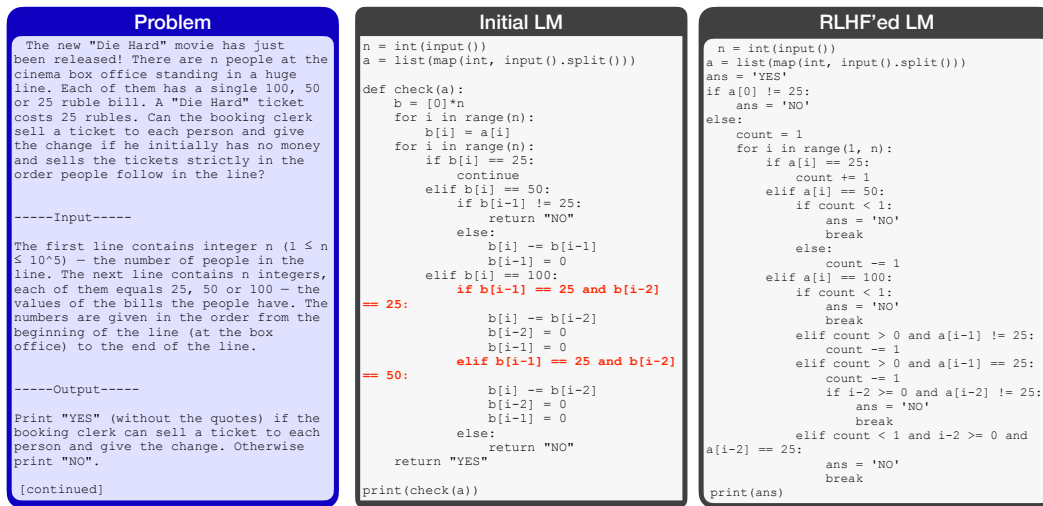 Problem
The new "Die Hard" movie has just
been released! There are n people at the
cinema box office standing in a huge
line. Each of them has a single 100, 50
or 25 ruble bill. A "Die Hard" ticket
costs 25 rubles. Can the booking clerk
sell a ticket to each person and give
the change if he initially has no money
and sells the tickets strictly in the
order people follow in the line?
-----Input-----
The first line contains integer n (1 ≤ n
≤ 10^5) — the number of people in the
line. The next line contains n integers,
each of them equals 25, 50 or 100 — the
values of the bills the people have. The
numbers are given in the order from the
beginning of the line (at the box
office) to the end of the line.
-----Output-----
Print "YES" (without the quotes) if the
booking clerk can sell a ticket to each
person and give the change. Otherwise
print "NO".
[continued]
Initial LM
n = int(input())
a = list(map(int, input().split()))
def check(a):
    b = [0]*n
    for i in range(n):
        b[i] = a[i]
    for i in range(n):
        if b[i] == 25:
            continue
        elif b[i] == 50:
            if b[i-1] != 25:
                return "NO"
            else:
                b[i] -= b[i-1]
                b[i-1] = 0
        elif b[i] == 100:
            if b[i-1] == 25 and b[i-2]
== 25:
                b[i] -= b[i-2]
                b[i-2] = 0
                b[i-1] = 0
            elif b[i-1] == 25 and b[i-2]
== 50:
                b[i] -= b[i-2]
                b[i-2] = 0
                b[i-1] = 0
            else:
                return "NO"
    return "YES"
print(check(a))
RLHF'ed LM
n = int(input())
a = list(map(int, input().split()))
ans = 'YES'
if a[0] != 25:
    ans = 'NO'
else:
    count = 1
    for i in range(1, n):
        if a[i] == 25:
            count += 1
        elif a[i] == 50:
            if count < 1:
                ans = 'NO'
                break
            else:
                count -= 1
        elif a[i] == 100:
            if count < 1:
                ans = 'NO'
                break
            elif count > 0 and a[i-1] != 25:
                count -= 1
            elif count > 0 and a[i-1] == 25:
                count -= 1
                if i-2 >= 0 and a[i-2] != 25:
                    ans = 'NO'
                    break
            elif count < 1 and i-2 >= 0 and
a[i-2] == 25:
                ans = 'NO'
                break
print(ans)